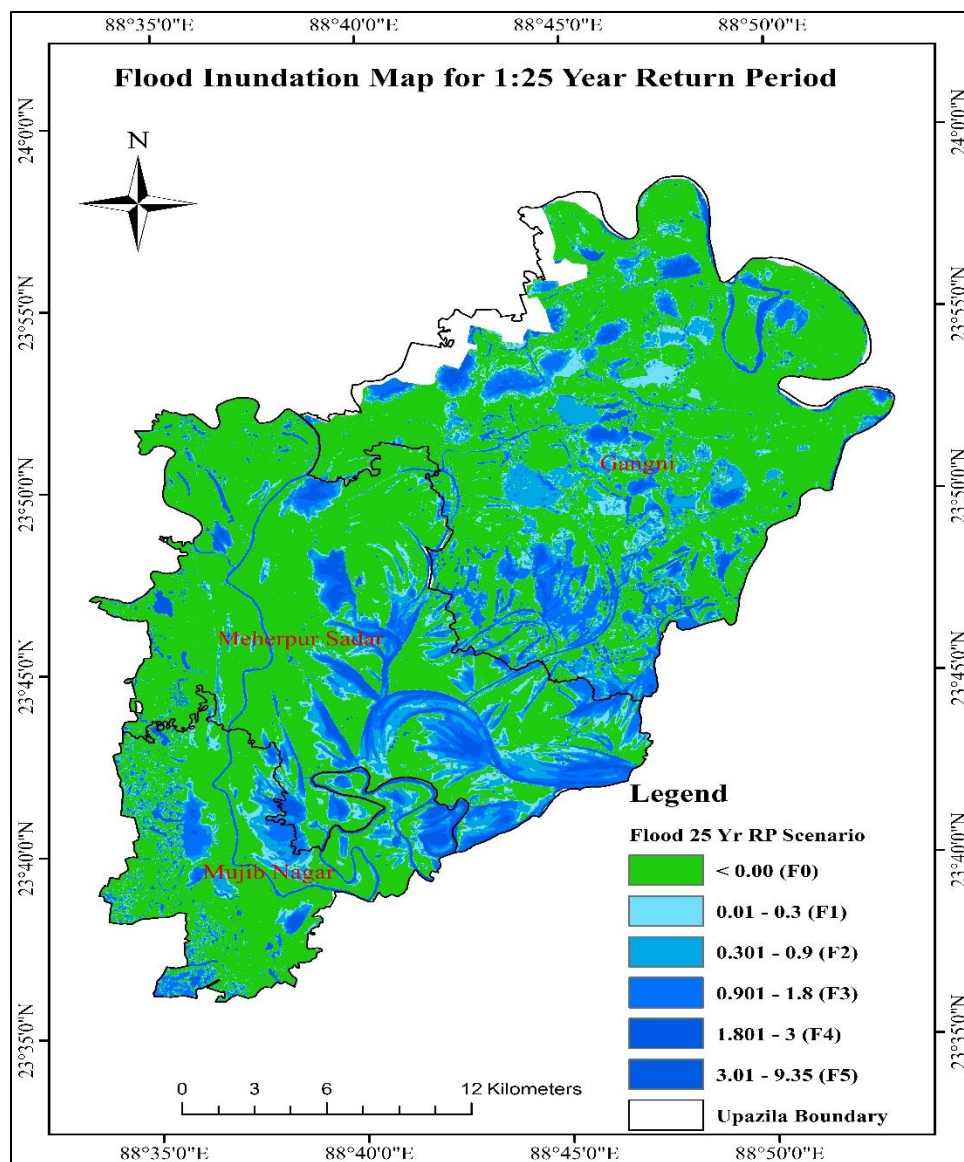 88°35'0"E 88°40'0"E 88°45'0"E 88°50'0"E
Flood Inundation Map for 1:25 Year Return Period
24°0'0"N 24°0'0"N
N
23°55'0"N 23°55'0"N
Gangni
23°50'0"N 23°50'0"N
Meherpur Sadar
23°45'0"N 23°45'0"N
Legend
Flood 25 Yr RP Scenario
< 0.00 (F0)
23°40'0"N 23°40'0"N
Mujib Nagar
0.01 - 0.3 (F1)
0.301 - 0.9 (F2)
0.901 - 1.8 (F3)
1.801 - 3 (F4)
23°35'0"N 23°35'0"N
3.01 - 9.35 (F5)
0 3 6 12 Kilometers
Upazila Boundary
88°35'0"E 88°40'0"E 88°45'0"E 88°50'0"E